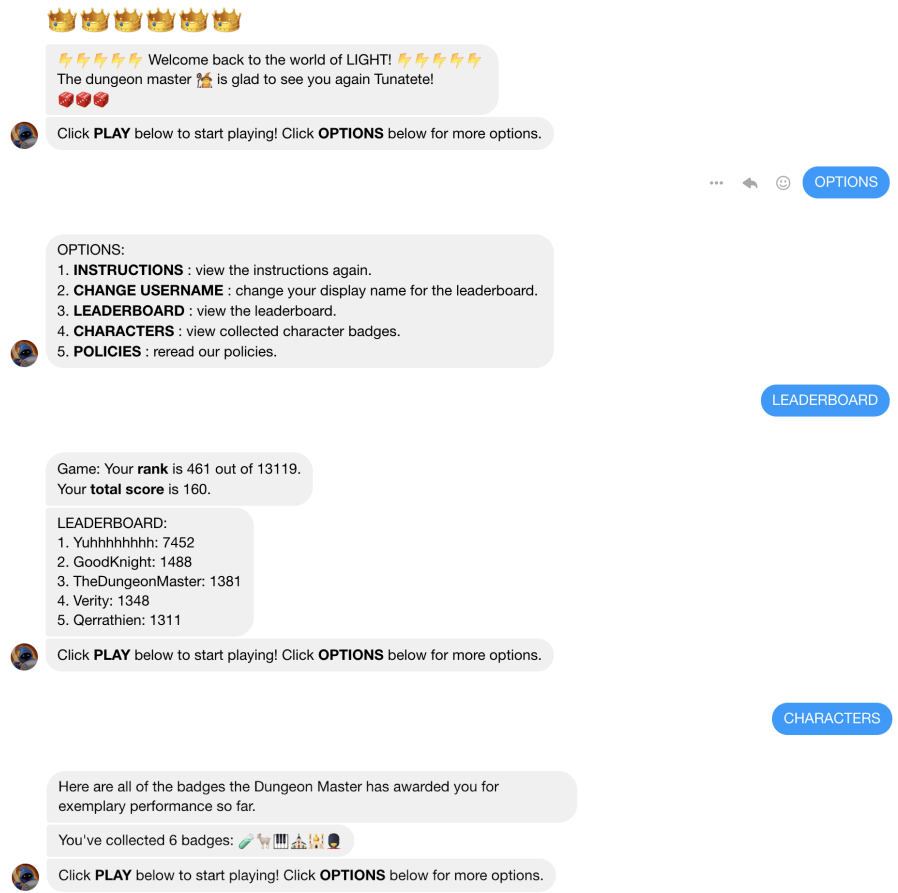 Welcome back to the world of LIGHT!
The dungeon master is glad to see you again Tunatete!
Click PLAY below to start playing! Click OPTIONS below for more options.
OPTIONS
OPTIONS:
1. INSTRUCTIONS : view the instructions again.
2. CHANGE USERNAME : change your display name for the leaderboard.
3. LEADERBOARD : view the leaderboard.
4. CHARACTERS : view collected character badges.
5. POLICIES : reread our policies.
LEADERBOARD
Game: Your rank is 461 out of 13119.
Your total score is 160.
LEADERBOARD:
1. Yuhhhhhhhh: 7452
2. GoodKnight: 1488
3. TheDungeonMaster: 1381
4. Verity: 1348
5. Qerrathien: 1311
Click PLAY below to start playing! Click OPTIONS below for more options.
CHARACTERS
Here are all of the badges the Dungeon Master has awarded you for
exemplary performance so far.
You've collected 6 badges:
Click PLAY below to start playing! Click OPTIONS below for more options.